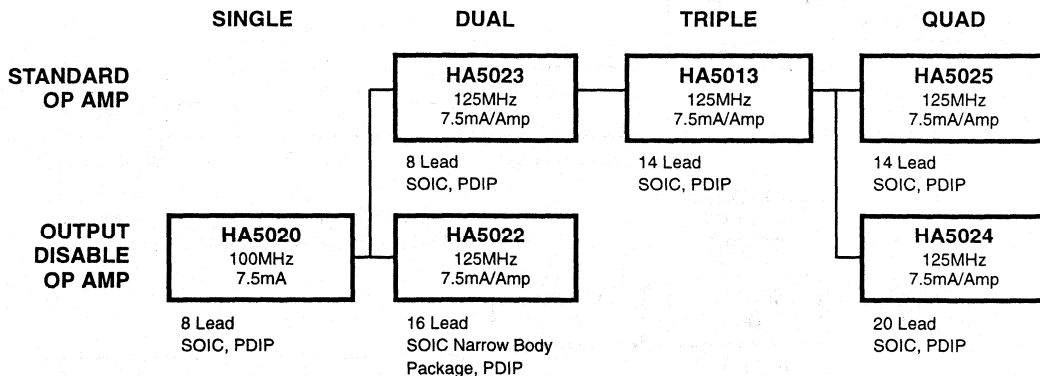 SINGLE
DUAL
TRIPLE
QUAD
STANDARD
OP AMP
HA5023
125MHz
7.5mA/Amp
8 Lead
SOIC, PDIP
HA5013
125MHz
7.5mA/Amp
14 Lead
SOIC, PDIP
HA5025
125MHz
7.5mA/Amp
14 Lead
SOIC, PDIP
OUTPUT
DISABLE
OP AMP
HA5020
100MHz
7.5mA
8 Lead
SOIC, PDIP
HA5022
125MHz
7.5mA/Amp
16 Lead
SOIC Narrow Body
Package, PDIP
HA5024
125MHz
7.5mA/Amp
20 Lead
SOIC, PDIP